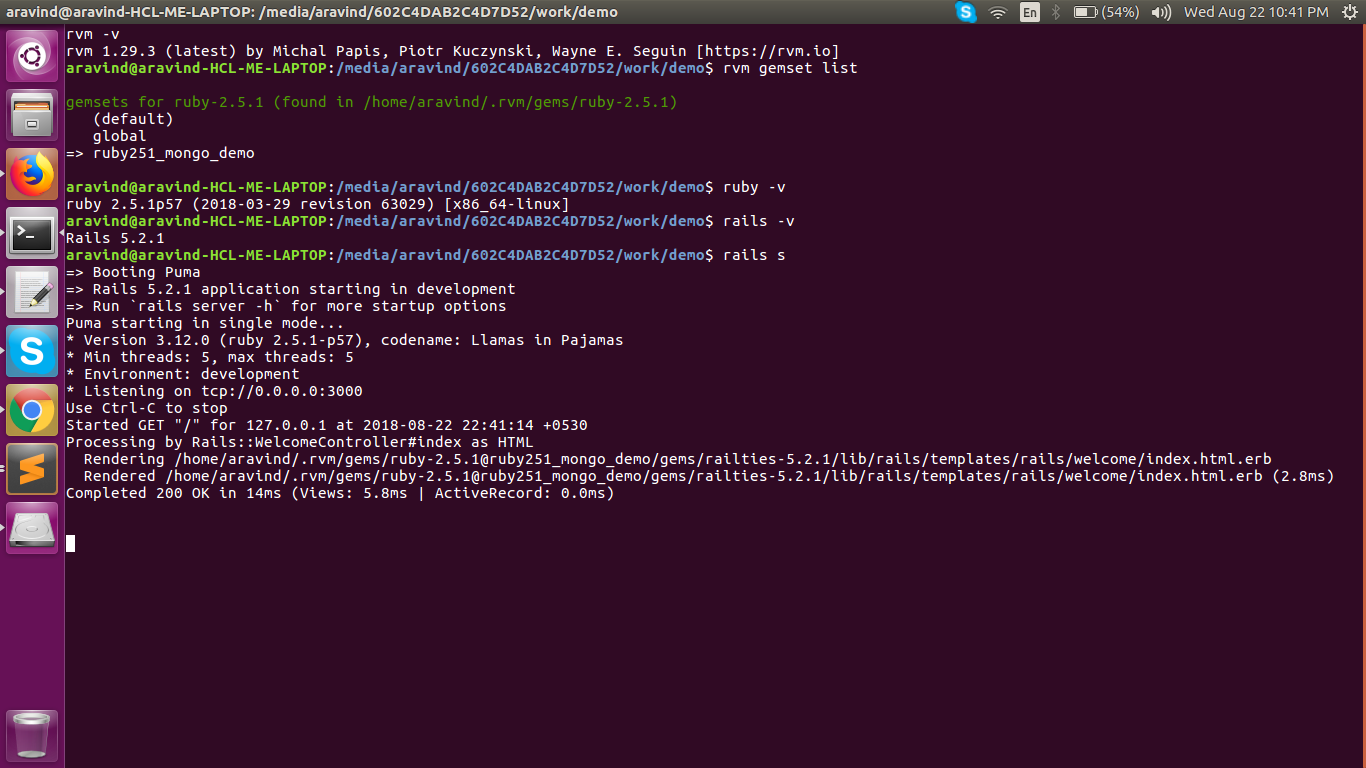 aravind@aravind-HCL-ME-LAPTOP: /media/aravind/602C4DAB2C4D7D52/work/demo
En
(54%)
Wed Aug 22 10:41 PM
rvm -v
rvm 1.29.3 (latest) by Michal Papis, Piotr Kuczynski, Wayne E. Seguin [https://rvm.io]
aravind@aravind-HCL-ME-LAPTOP:/media/aravind/602C4DAB2C4D7D52/work/demo$ rvm gemset list
gemsets for ruby-2.5.1 (found in /home/aravind/.rvm/gems/ruby-2.5.1)
(default)
global
=> ruby251_mongo_demo
aravind@aravind-HCL-ME-LAPTOP:/media/aravind/602C4DAB2C4D7D52/work/demo$ ruby -v
ruby 2.5.1p57 (2018-03-29 revision 63029) [x86_64-linux]
aravind@aravind-HCL-ME-LAPTOP:/media/aravind/602C4DAB2C4D7D52/work/demo$ rails -v
Rails 5.2.1
aravind@aravind-HCL-ME-LAPTOP:/media/aravind/602C4DAB2C4D7D52/work/demo$ rails s
=> Booting Puma
=> Rails 5.2.1 application starting in development
=> Run `rails server -h` for more startup options
Puma starting in single mode...
* Version 3.12.0 (ruby 2.5.1-p57), codename: Llamas in Pajamas
* Min threads: 5, max threads: 5
* Environment: development
* Listening on tcp://0.0.0.0:3000
Use Ctrl-C to stop
Started GET "/" for 127.0.0.1 at 2018-08-22 22:41:14 +0530
Processing by Rails::WelcomeController#index as HTML
Rendering /home/aravind/.rvm/gems/ruby-2.5.1@ruby251_mongo_demo/gems/railties-5.2.1/lib/rails/templates/rails/welcome/index.html.erb
Rendered /home/aravind/.rvm/gems/ruby-2.5.1@ruby251_mongo_demo/gems/railties-5.2.1/lib/rails/templates/rails/welcome/index.html.erb (2.8ms)
Completed 200 OK in 14ms (Views: 5.8ms | ActiveRecord: 0.0ms)